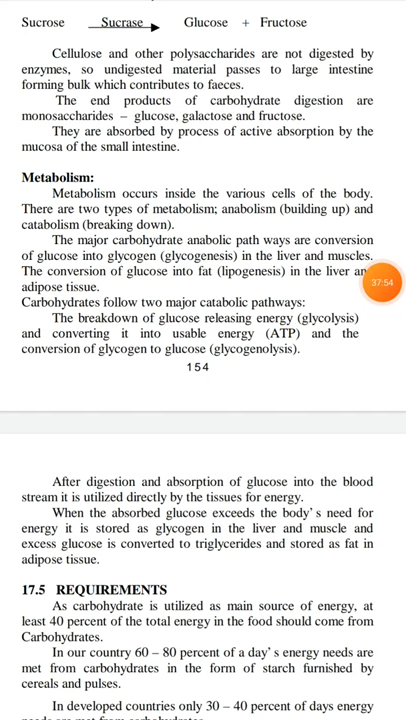 Sucrose Sucrase Glucose + Fructose
Cellulose and other polysaccharides are not digested by
enzymes, so undigested material passes to large intestine
forming bulk which contributes to faeces.
The end products of carbohydrate digestion are
monosaccharides – glucose, galactose and fructose.
They are absorbed by process of active absorption by the
mucosa of the small intestine.
Metabolism:
Metabolism occurs inside the various cells of the body.
There are two types of metabolism; anabolism (building up) and
catabolism (breaking down).
The major carbohydrate anabolic path ways are conversion
of glucose into glycogen (glycogenesis) in the liver and muscles.
The conversion of glucose into fat (lipogenesis) in the liver an
adipose tissue.
37:54
Carbohydrates follow two major catabolic pathways:
The breakdown of glucose releasing energy (glycolysis)
and converting it into usable energy (ATP) and the
conversion of glycogen to glucose (glycogenolysis).
154
After digestion and absorption of glucose into the blood
stream it is utilized directly by the tissues for energy.
When the absorbed glucose exceeds the body's need for
energy it is stored as glycogen in the liver and muscle and
excess glucose is converted to triglycerides and stored as fat in
adipose tissue.
17.5 REQUIREMENTS
As carbohydrate is utilized as main source of energy, at
least 40 percent of the total energy in the food should come from
Carbohydrates.
In our country 60 – 80 percent of a day's energy needs are
met from carbohydrates in the form of starch furnished by
cereals and pulses.
In developed countries only 30 – 40 percent of days energy